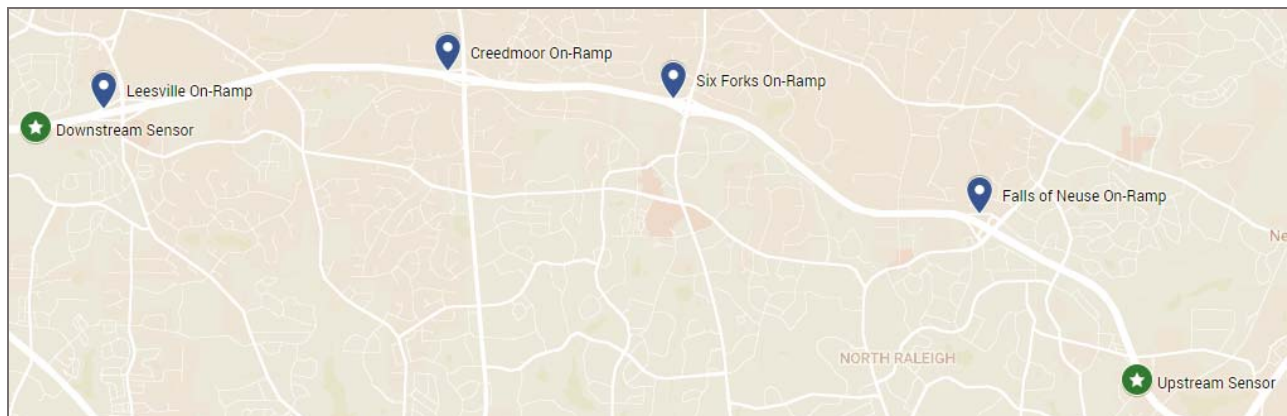 Creedmoor On-Ramp
Six Forks On-Ramp
Leesville On-Ramp
Downstream Sensor
Falls of Neuse On-Ramp
Ne
NORTH RALEIGH
Upstream Sensor